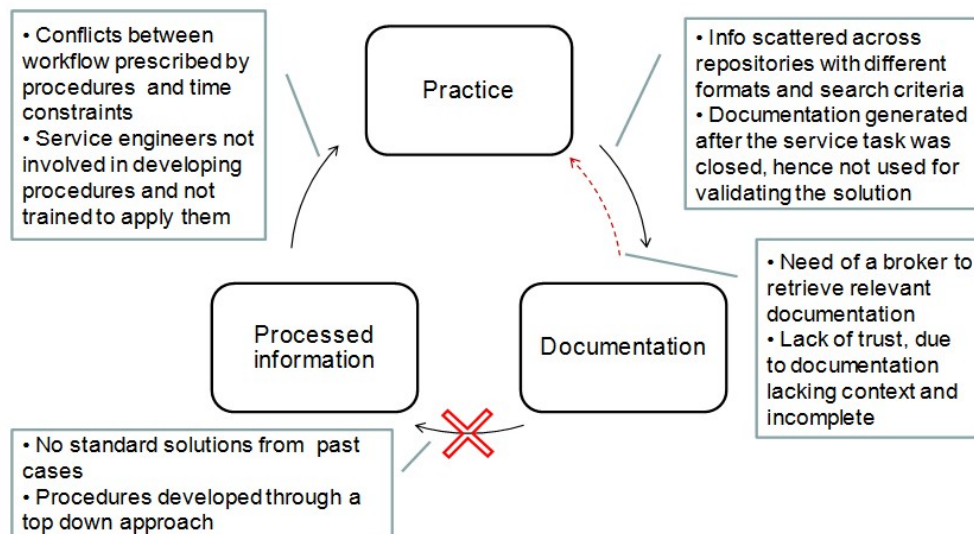 • Conflicts between
workflow prescribed by
procedures and time
constraints
• Service engineers not
involved in developing
procedures and not
trained to apply them
Practice
• Info scattered across
repositories with different
formats and search criteria
• Documentation generated
after the service task was
closed, hence not used for
validating the solution
Processed
information
Documentation
• Need of a broker to
retrieve relevant
documentation
• Lack of trust, due
to documentation
lacking context and
incomplete
• No standard solutions from past
cases
• Procedures developed through a
top down approach